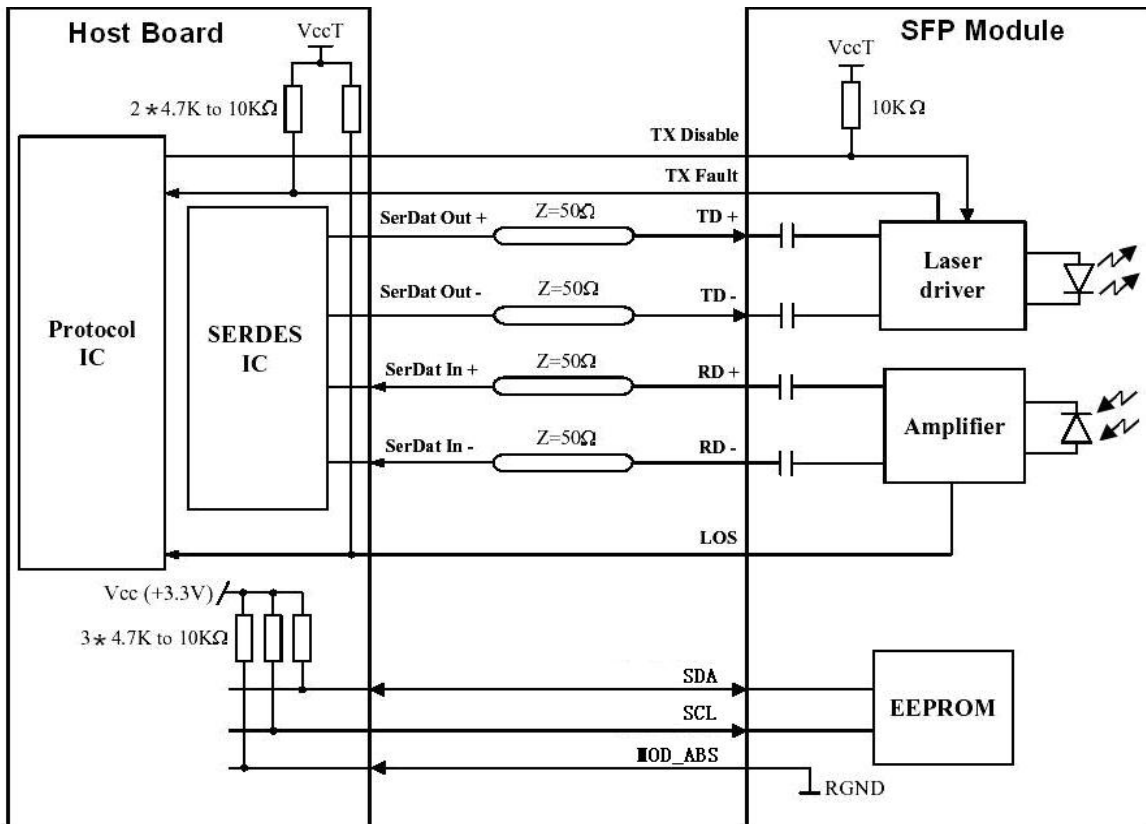 Host Board
SFP Module
VccT
VccT
2*4.7K to 10KΩ
10KΩ
TX Disable
TX Fault
SerDat Out +
Z=50Ω
TD +
SerDat Out -
Z=50Ω
TD -
Laser
driver
Protocol
IC
SERDES
IC
SerDat In +
Z=50Ω
RD +
SerDat In -
Z=50Ω
RD -
Amplifier
LOS
Vcc (+3.3V)
3*4.7K to 10KΩ
SDA
SCL
MOD_ABS
EEPROM
RGND